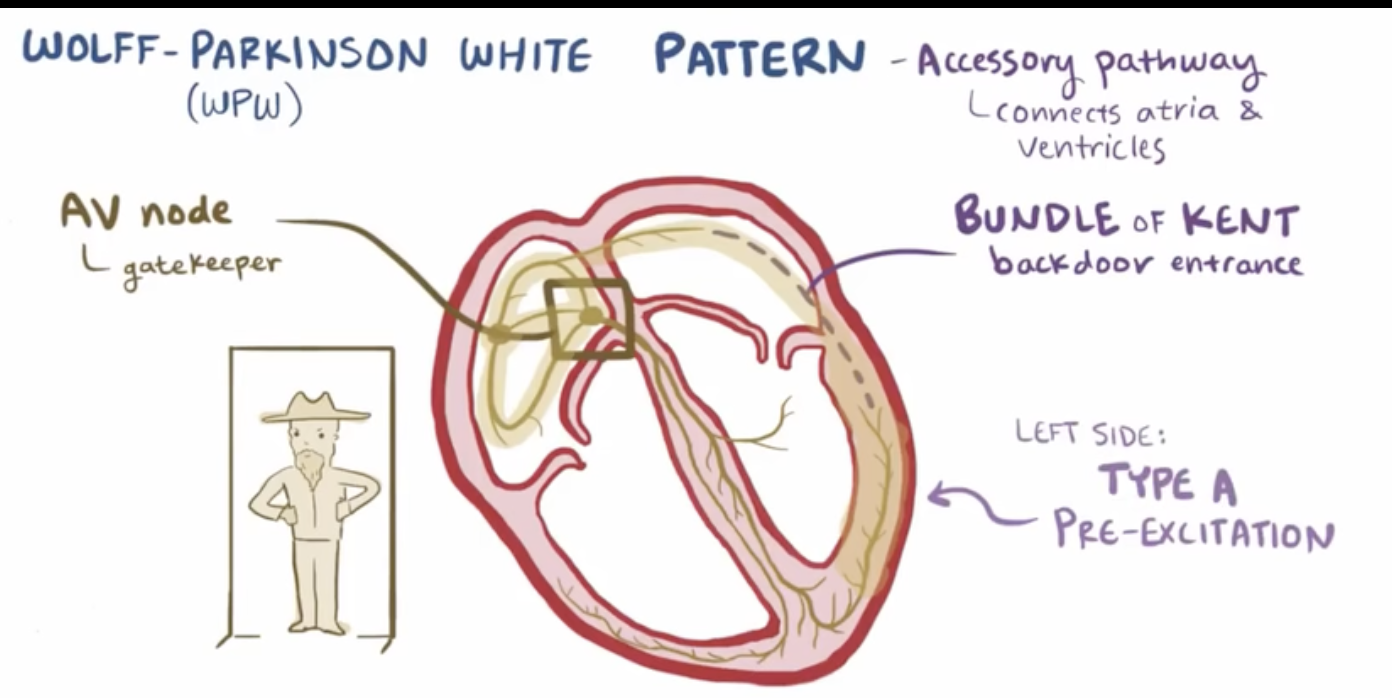 WOLFF-PARKINSON WHITE PATTERN - Accessory pathway
(WPW)
connects atria &
ventricles
AV node
gatekeeper
BUNDLE OF KENT
backdoor entrance
LEFT SIDE:
TYPE A
PRE-EXCITATION